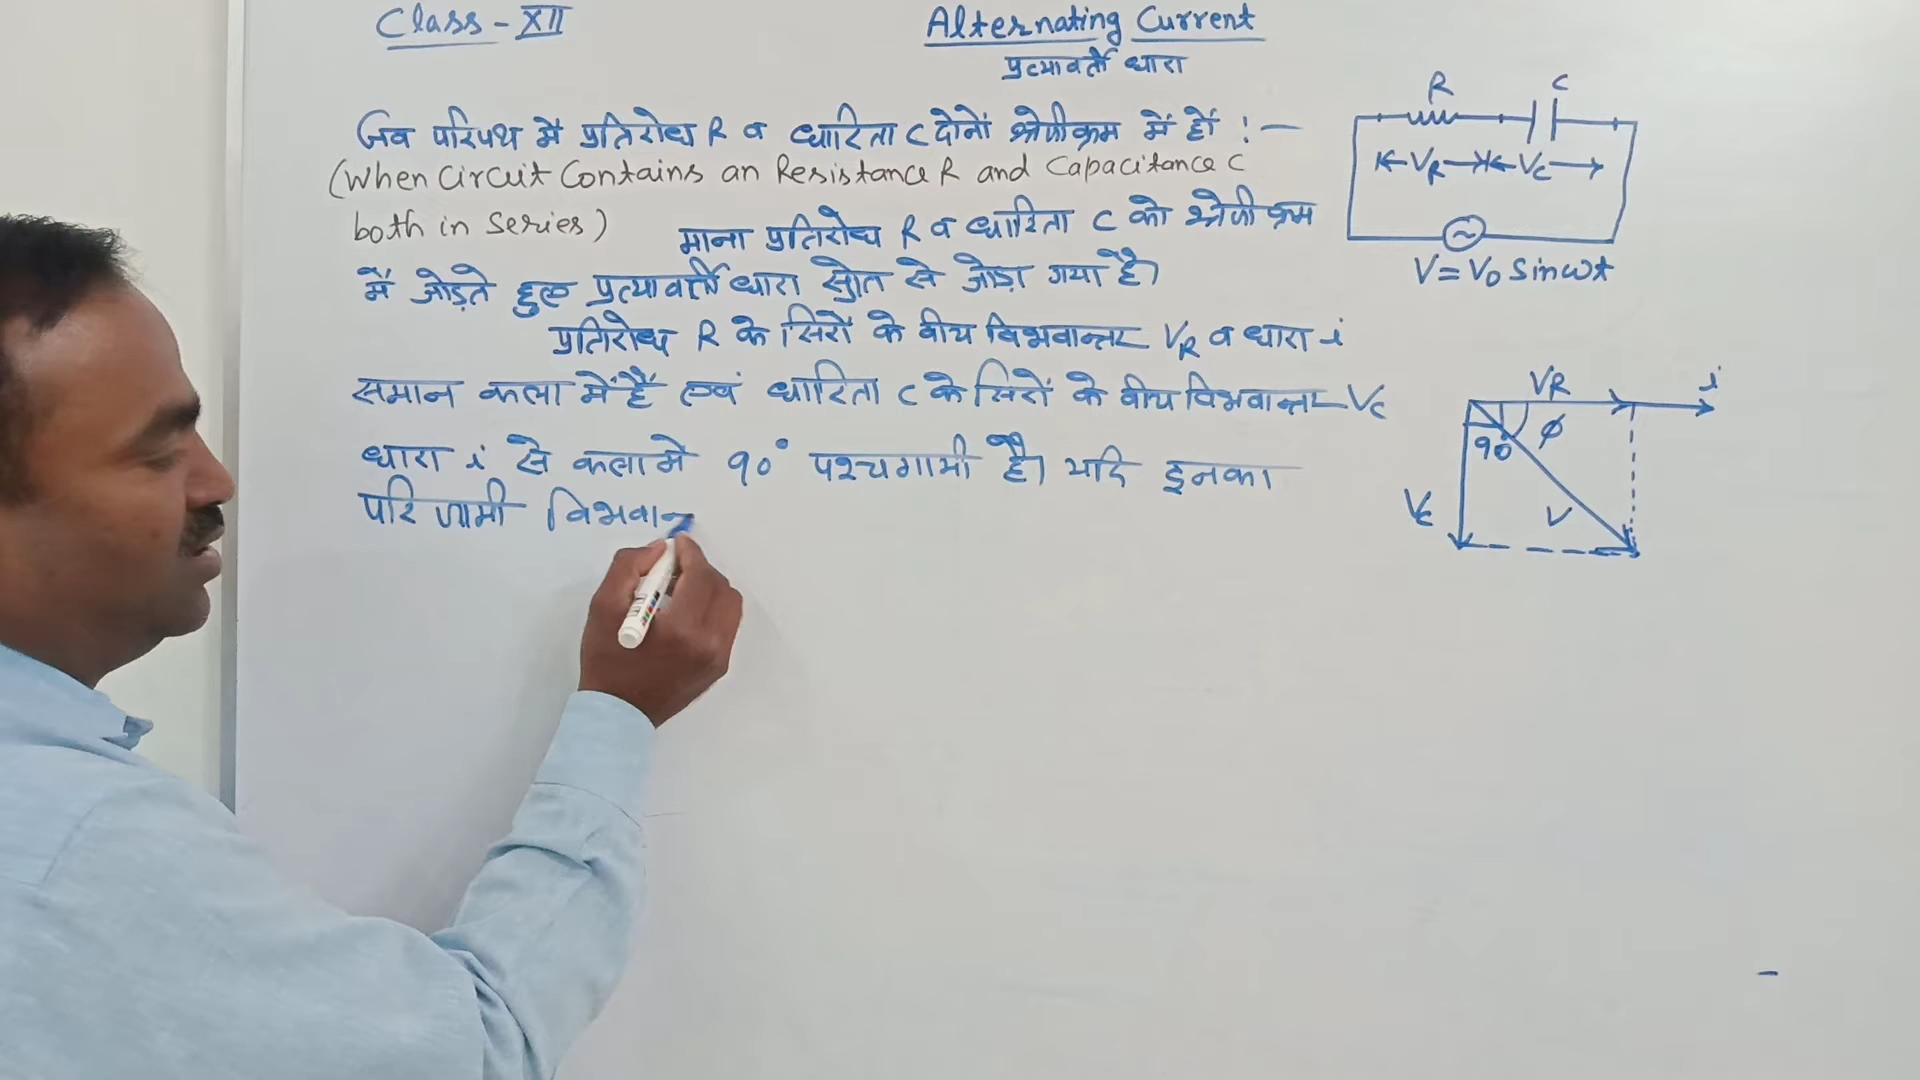 Class - XII
Alternating Current
प्रत्यावर्ती धारा
जब परिपथ में प्रतिरोध R व धारिता C दोनों श्रेणीक्रम में हों :-
(When Circuit Contains an Resistance R and Capacitance C
both in Series)
माना प्रतिरोध R व धारिता C को श्रेणीक्रम
में जोड़ते हुए प्रत्यावर्ती धारा स्रोत से जोड़ा गया है।
प्रतिरोध R के सिरों के बीच विभवान्तर VR व धारा i
समान कला में हैं एवं धारिता C के सिरों के बीच विभवान्तर VC
धारा i से कला में 90° पश्चगामी है। यदि इनका
परिणामी विभवान्
R C
VR VC
~
V = V0 Sinωt
VR i
90° ϕ
VC V